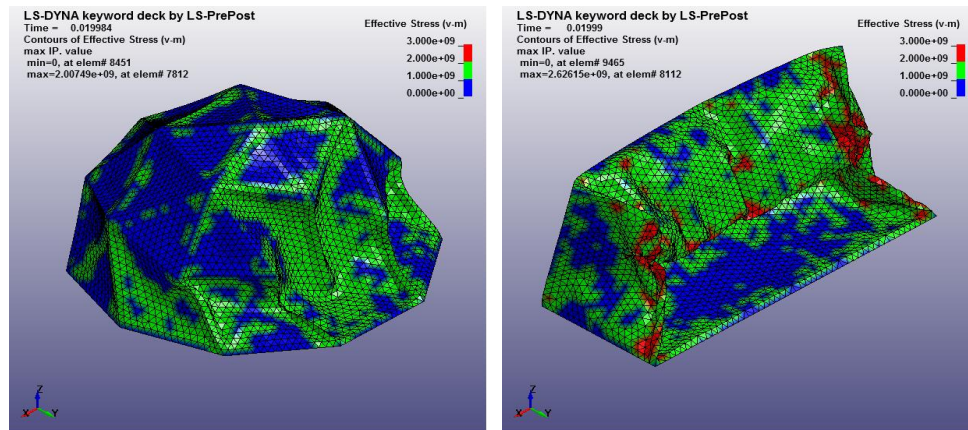 LS-DYNA keyword deck by LS-PrePost
Time = 0.019984
Contours of Effective Stress (v-m)
max IP. value
min=0, at elem# 8451
max=2.00749e+09, at elem# 7812
Effective Stress (v-m)
3.000e+09
2.000e+09
1.000e+09
0.000e+00
Z
X Y
LS-DYNA keyword deck by LS-PrePost
Time = 0.01999
Contours of Effective Stress (v-m)
max IP. value
min=0, at elem# 9465
max=2.62615e+09, at elem# 8112
Effective Stress (v-m)
3.000e+09
2.000e+09
1.000e+09
0.000e+00
Z
X Y